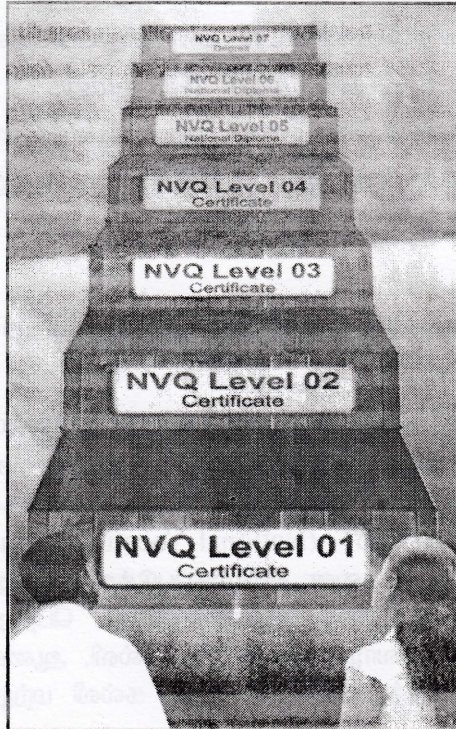 NVQ Level 07
Degree
NVQ Level 06
National Diploma
NVQ Level 05
National Diploma
NVQ Level 04
Certificate
NVQ Level 03
Certificate
NVQ Level 02
Certificate
NVQ Level 01
Certificate